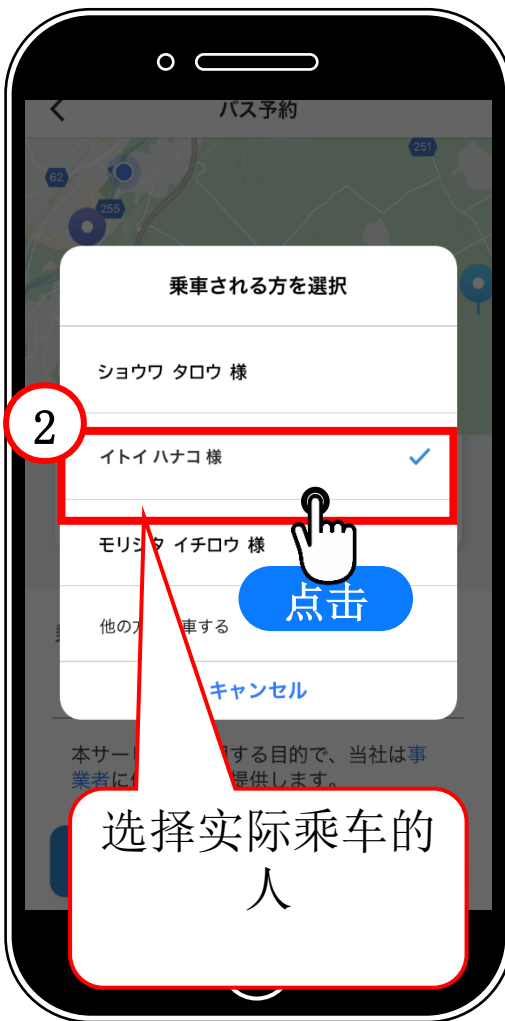 バス予約
251
62
255
乗車される方を選択
ショウワ タロウ 様
2
イトイ ハナコ 様
モリシタ イチロウ 様
点击
他の方 車する
キャンセル
本サー する目的で、当社は事
業者に 提供します。
选择实际乘车的
人